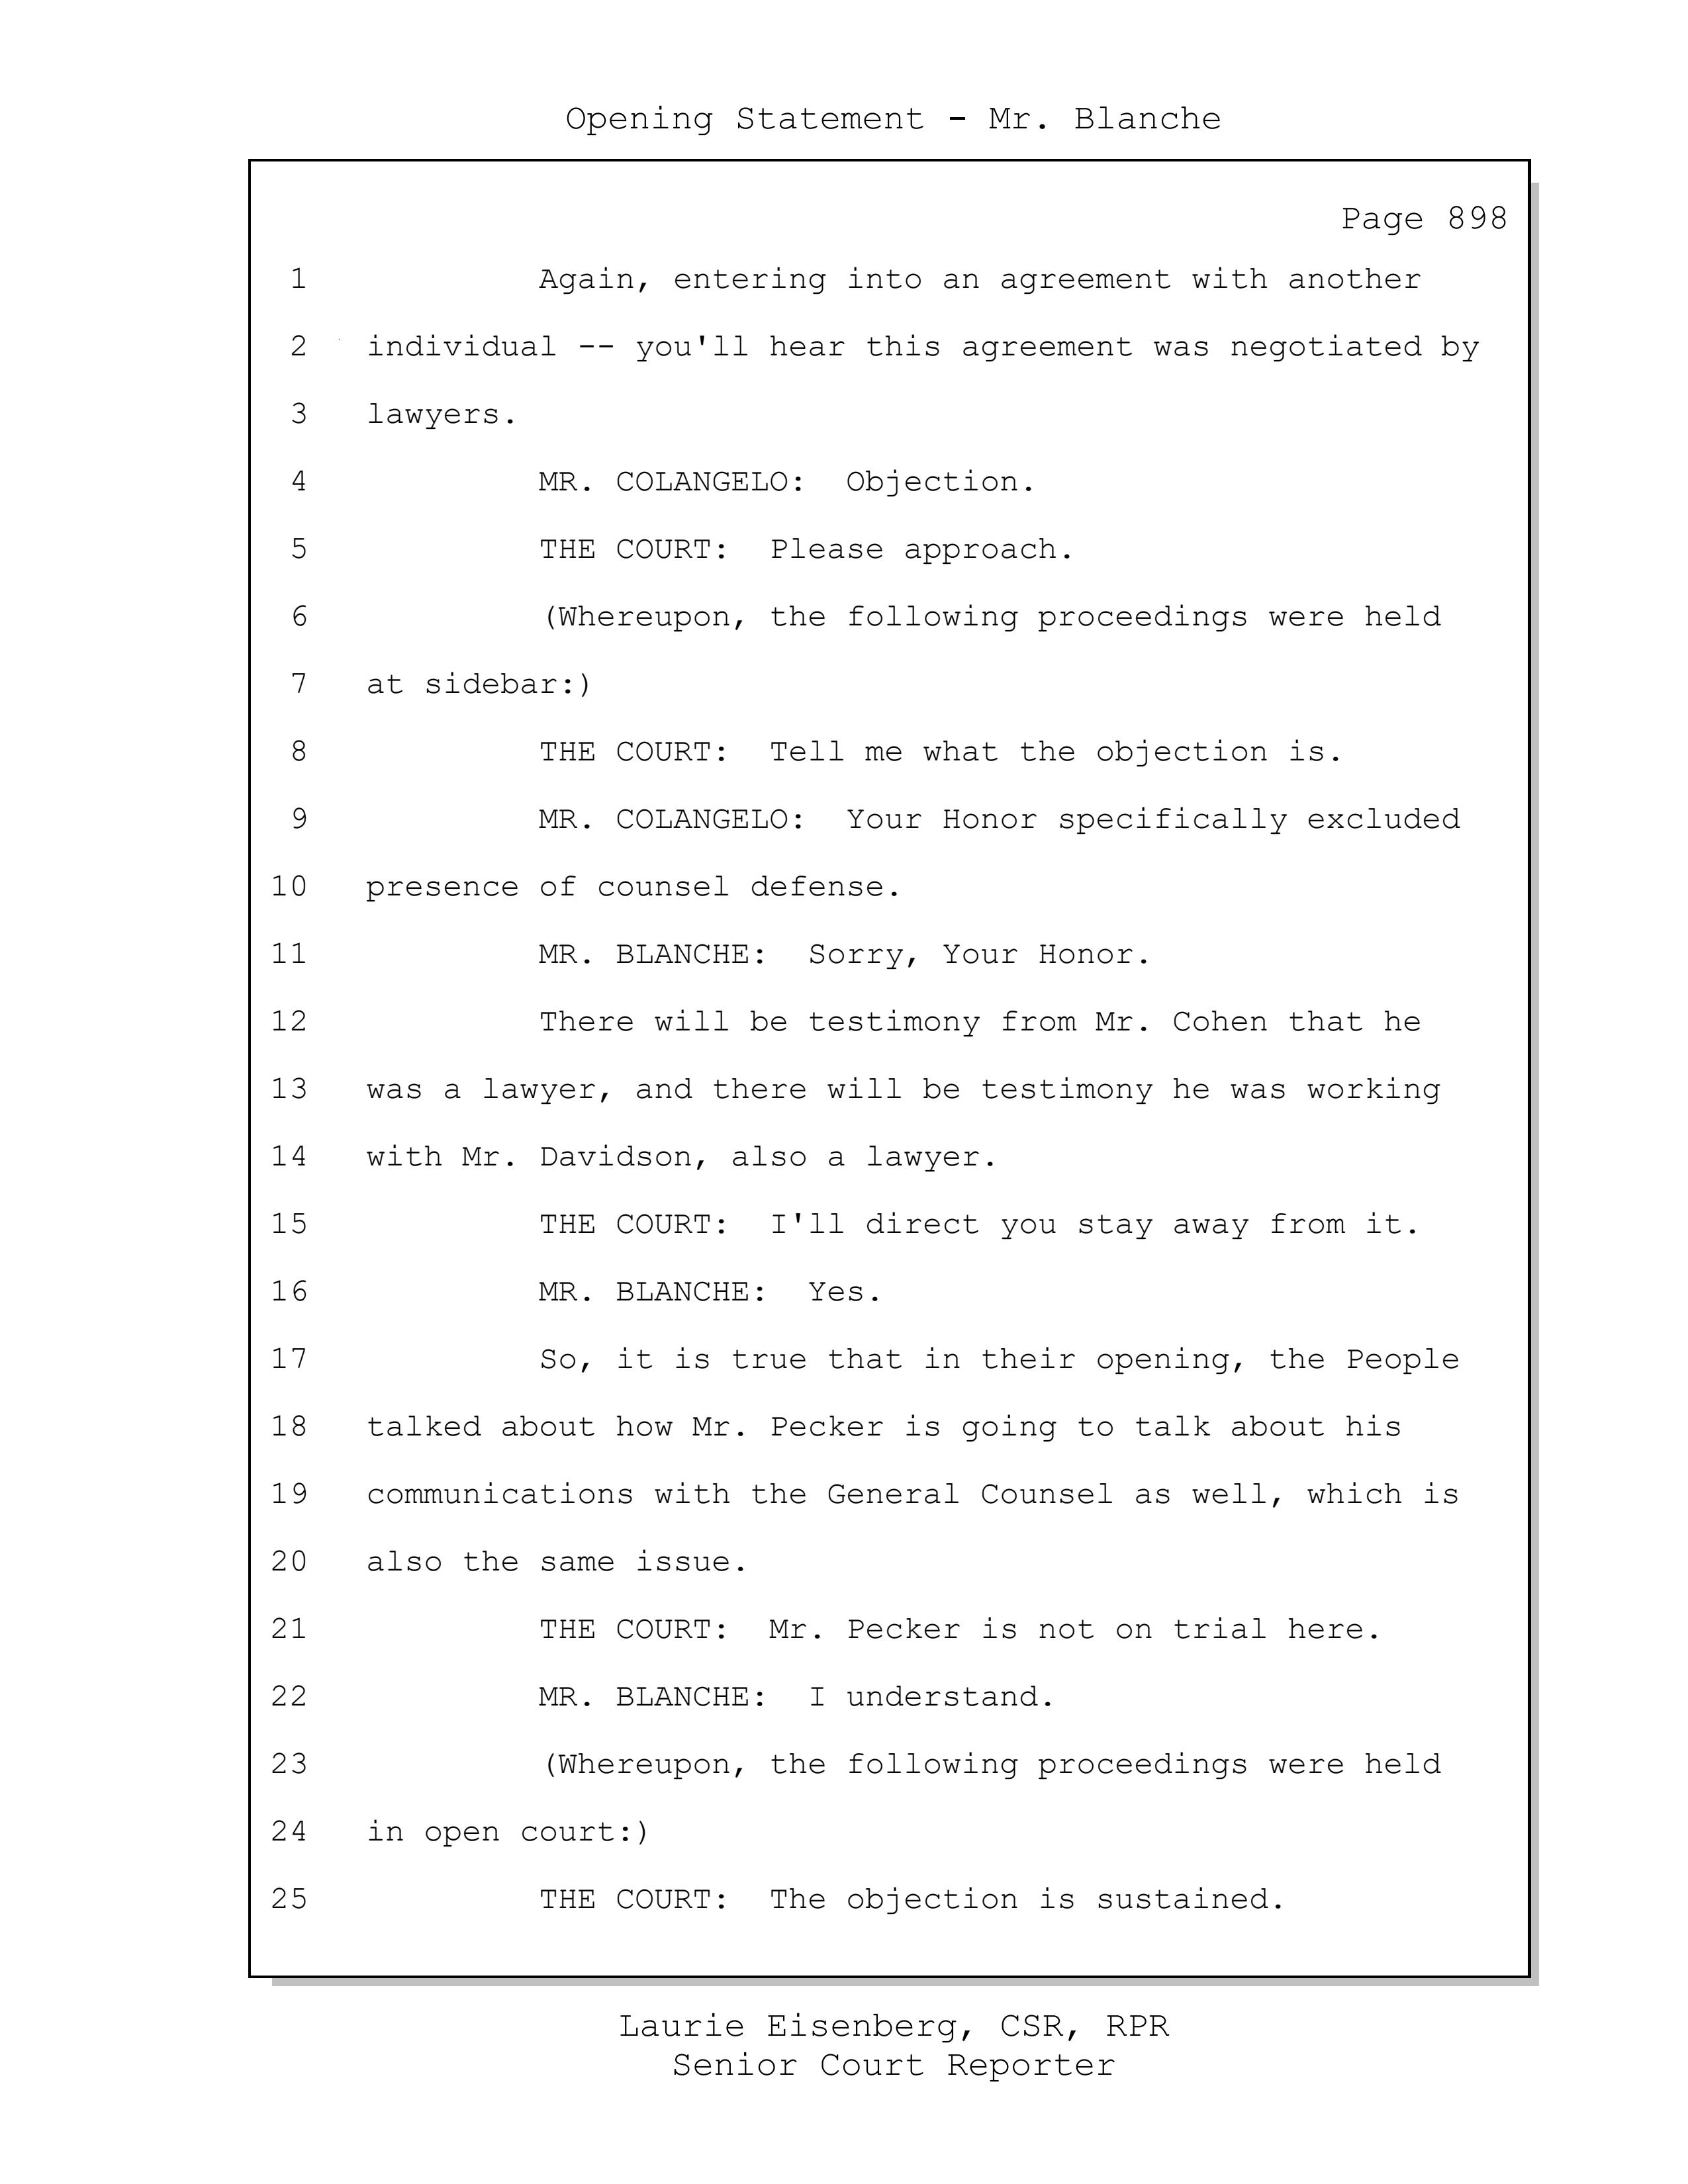 Opening Statement - Mr. Blanche
Page 898
1 Again, entering into an agreement with another
2 individual -- you'll hear this agreement was negotiated by
3 lawyers.
4 MR. COLANGELO: Objection.
5 THE COURT: Please approach.
6 (Whereupon, the following proceedings were held
7 at sidebar:)
8 THE COURT: Tell me what the objection is.
9 MR. COLANGELO: Your Honor specifically excluded
10 presence of counsel defense.
11 MR. BLANCHE: Sorry, Your Honor.
12 There will be testimony from Mr. Cohen that he
13 was a lawyer, and there will be testimony he was working
14 with Mr. Davidson, also a lawyer.
15 THE COURT: I'll direct you stay away from it.
16 MR. BLANCHE: Yes.
17 So, it is true that in their opening, the People
18 talked about how Mr. Pecker is going to talk about his
19 communications with the General Counsel as well, which is
20 also the same issue.
21 THE COURT: Mr. Pecker is not on trial here.
22 MR. BLANCHE: I understand.
23 (Whereupon, the following proceedings were held
24 in open court:)
25 THE COURT: The objection is sustained.
Laurie Eisenberg, CSR, RPR
Senior Court Reporter